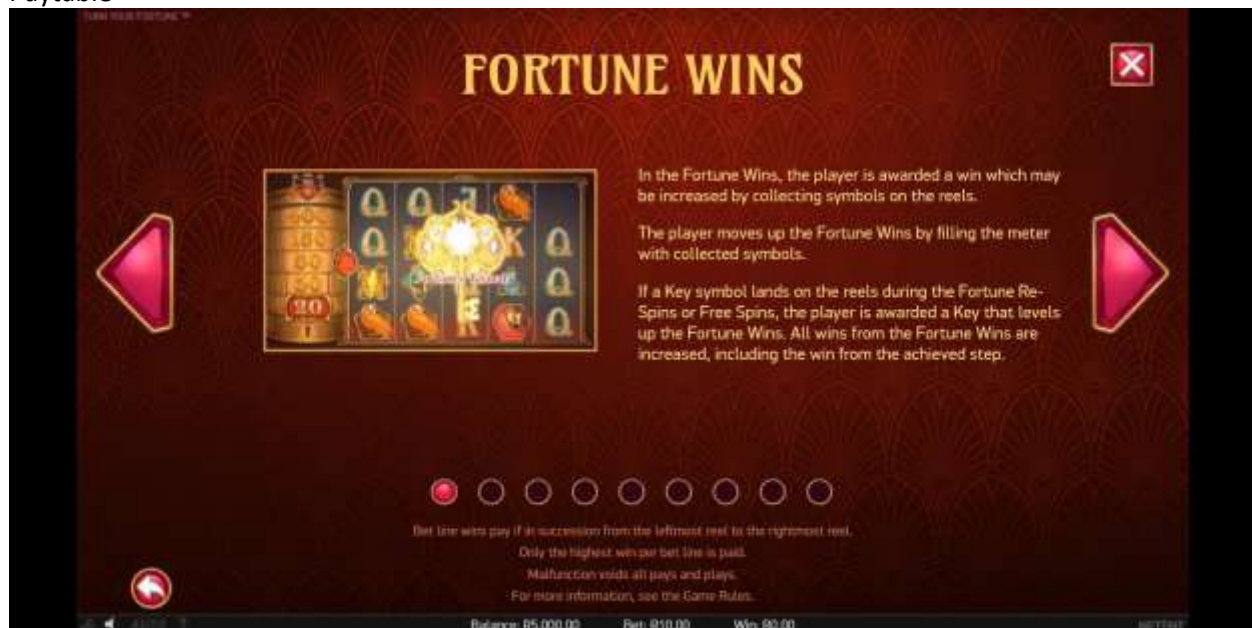 Paytable
TURN YOUR FORTUNE ™
FORTUNE WINS
In the Fortune Wins, the player is awarded a win which may
be increased by collecting symbols on the reels.
The player moves up the Fortune Wins by filling the meter
with collected symbols.
If a Key symbol lands on the reels during the Fortune Re-
Spins or Free Spins, the player is awarded a Key that levels
up the Fortune Wins. All wins from the Fortune Wins are
increased, including the win from the achieved step.
20
Bet line wins pay if in succession from the leftmost reel to the rightmost reel.
Only the highest win per bet line is paid.
Malfunction voids all pays and plays.
For more information, see the Game Rules.
AUTO ?
Balance: R5,000.00 Bet: R10.00 Win: R0.00
NETENT